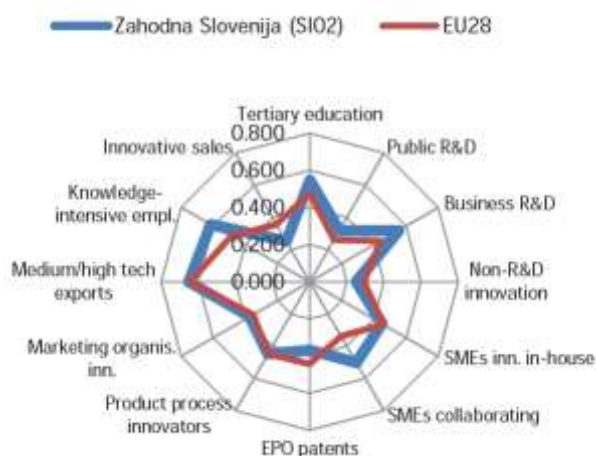 Zahodna Slovenija (SI02) EU28
Tertiary education
0.800
Innovative sales
Public R&D
0.600
Knowledge-
intensive empl.
0.400
Business R&D
0.200
Medium/high tech
exports
0.000
Non-R&D
innovation
Marketing organis.
inn.
SMEs inn. in-house
Product process
innovators
SMEs collaborating
EPO patents